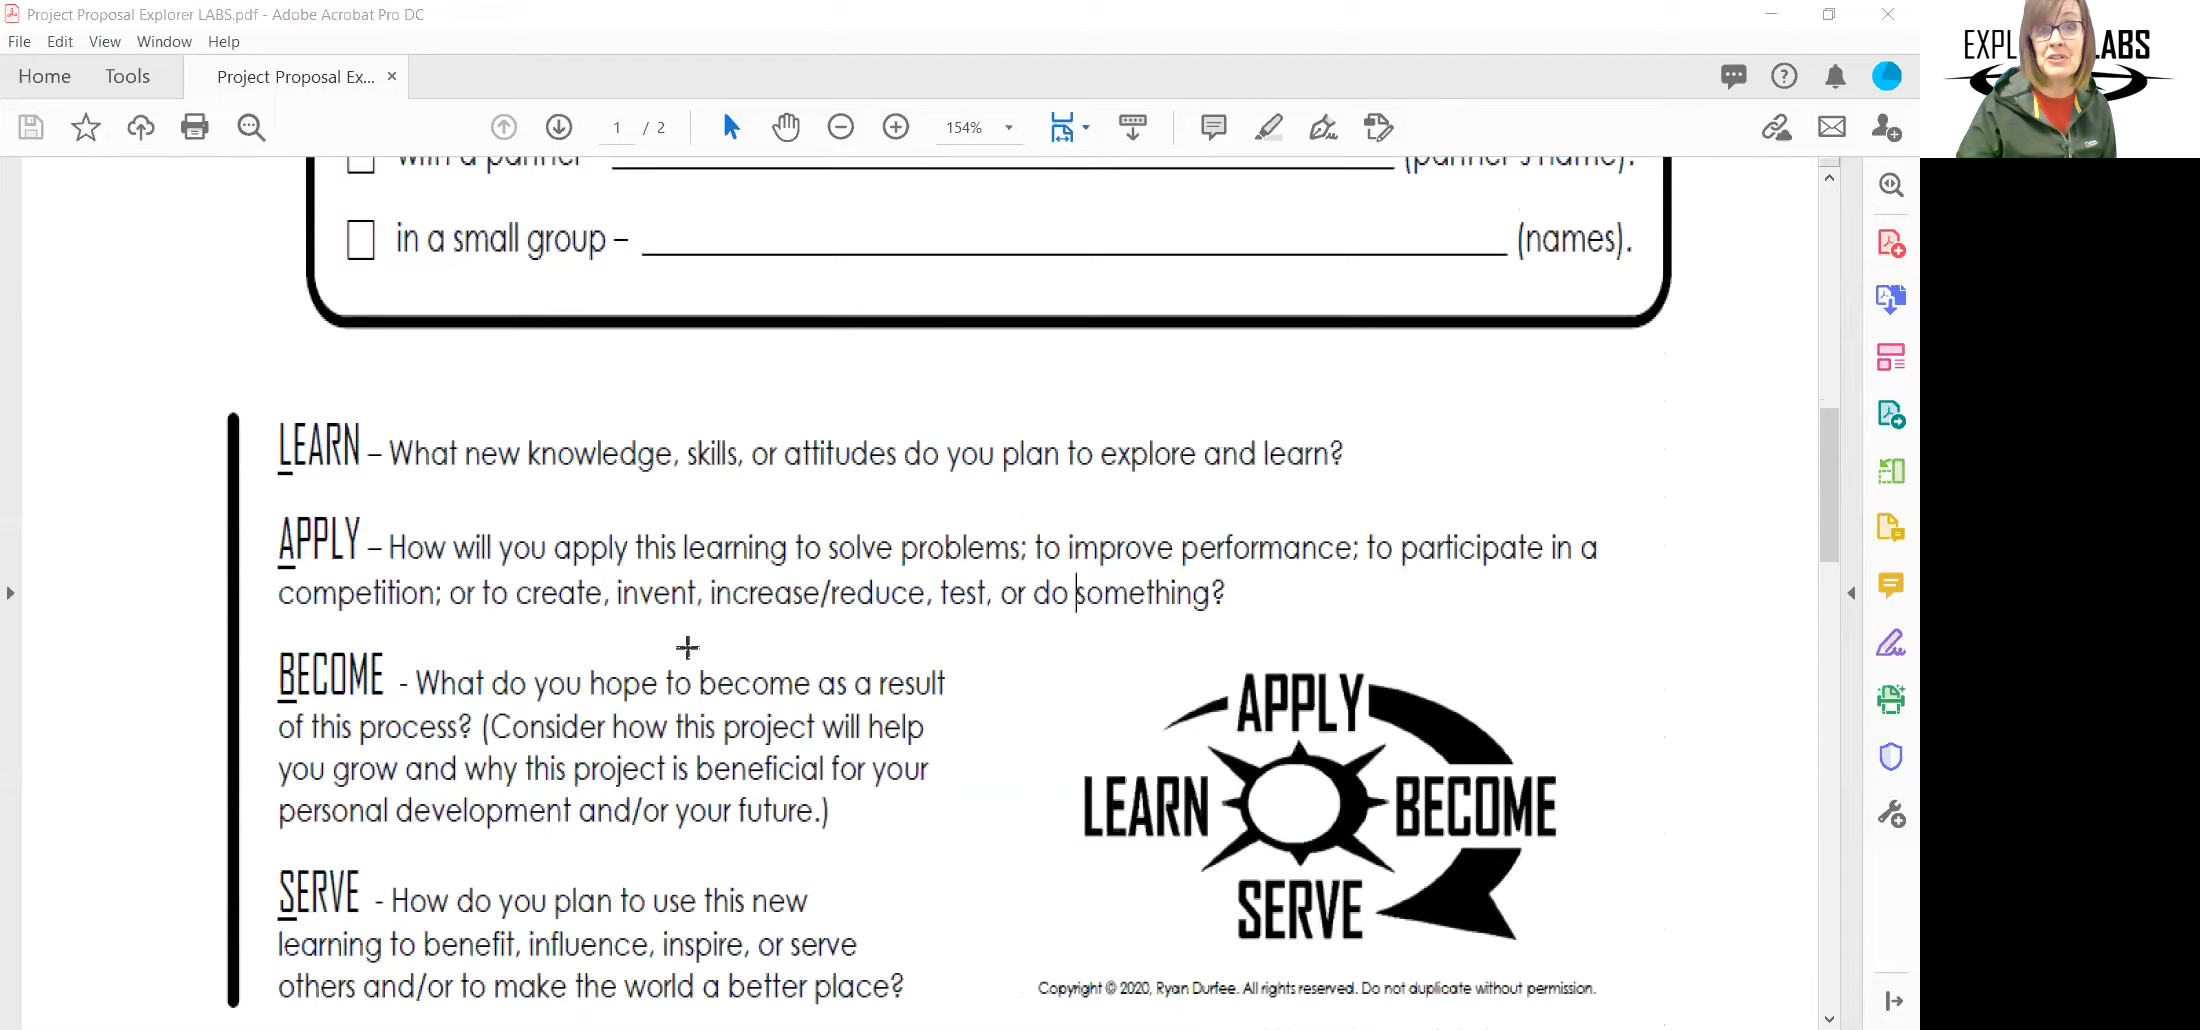 Project Proposal Explorer LABS.pdf - Adobe Acrobat Pro DC
File Edit View Window Help
Home Tools Project Proposal Ex... ×
1 / 2 154%
with a partner (partner's name).
in a small group – (names).
LEARN – What new knowledge, skills, or attitudes do you plan to explore and learn?
APPLY – How will you apply this learning to solve problems; to improve performance; to participate in a
competition; or to create, invent, increase/reduce, test, or do something?
BECOME - What do you hope to become as a result
of this process? (Consider how this project will help
you grow and why this project is beneficial for your
personal development and/or your future.)
SERVE - How do you plan to use this new
learning to benefit, influence, inspire, or serve
others and/or to make the world a better place?
APPLY
LEARN BECOME
SERVE
Copyright © 2020, Ryan Durfee. All rights reserved. Do not duplicate without permission.
EXPL ABS